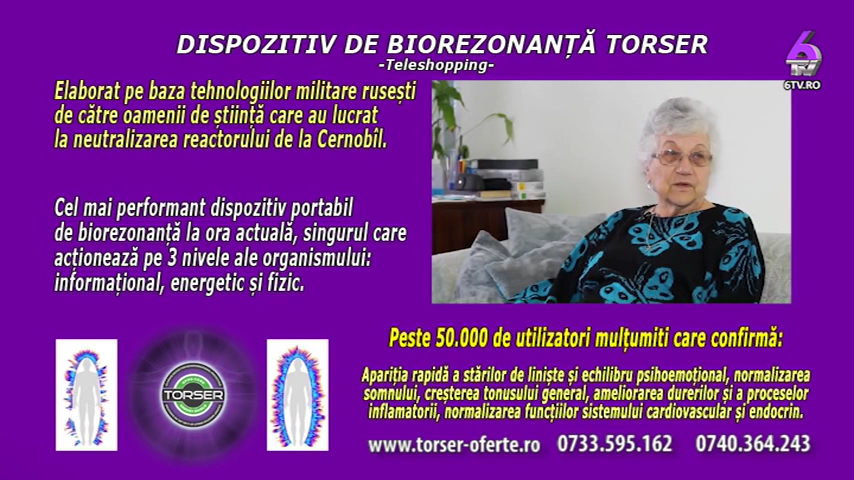 DISPOZITIV DE BIOREZONANȚĂ TORSER
-Teleshopping-
6TV
6TV.RO
Elaborat pe baza tehnologiilor militare rusești
de către oamenii de știință care au lucrat
la neutralizarea reactorului de la Cernobîl.
Cel mai performant dispozitiv portabil
de biorezonanță la ora actuală, singurul care
acționează pe 3 nivele ale organismului:
informațional, energetic și fizic.
TORSER
Peste 50.000 de utilizatori mulțumiti care confirmă:
Apariția rapidă a stărilor de liniște și echilibru psihoemoțional, normalizarea
somnului, creșterea tonusului general, ameliorarea durerilor și a proceselor
inflamatorii, normalizarea funcțiilor sistemului cardiovascular și endocrin.
www.torser-oferte.ro 0733.595.162 0740.364.243